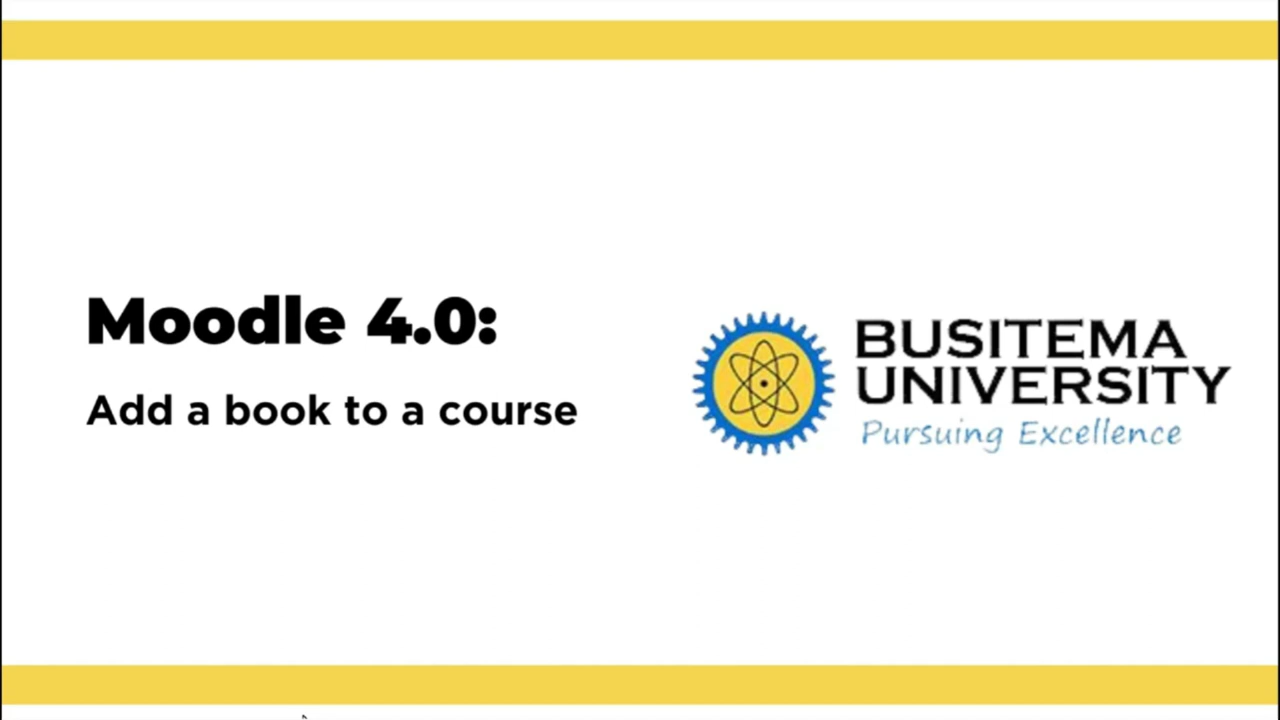 Moodle 4.0:
Add a book to a course
BUSITEMA
UNIVERSITY
Pursuing Excellence